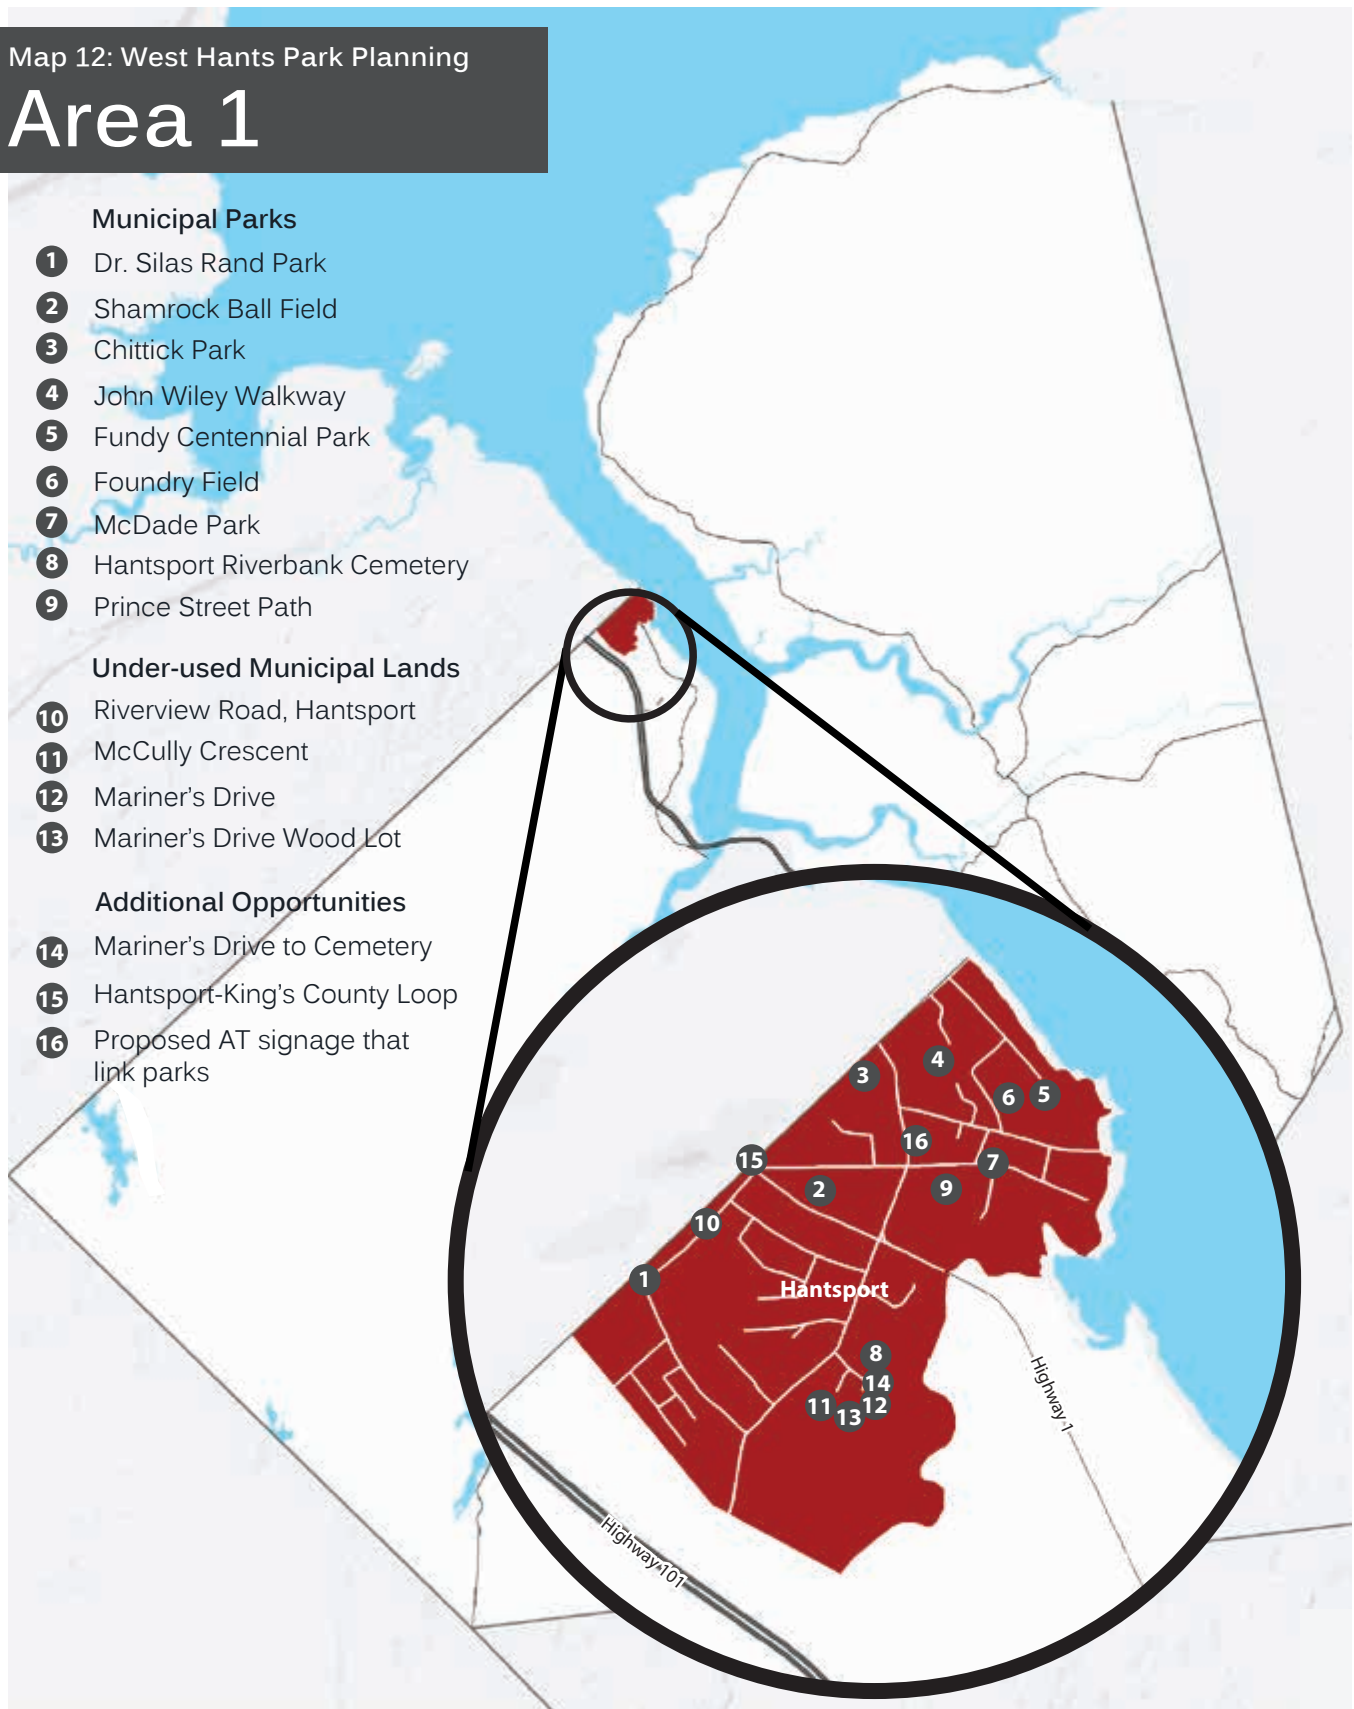 Map 12: West Hants Park Planning
Area 1
Municipal Parks
1 Dr. Silas Rand Park
2 Shamrock Ball Field
3 Chittick Park
4 John Wiley Walkway
5 Fundy Centennial Park
6 Foundry Field
7 McDade Park
8 Hantsport Riverbank Cemetery
9 Prince Street Path
Under-used Municipal Lands
10 Riverview Road, Hantsport
11 McCully Crescent
12 Mariner's Drive
13 Mariner's Drive Wood Lot
Additional Opportunities
14 Mariner's Drive to Cemetery
15 Hantsport-King's County Loop
16 Proposed AT signage that
link parks
4
3
6
5
16
15
7
2
9
10
1
Hantsport
8
14
11
12
13
Highway 1
Highway 101